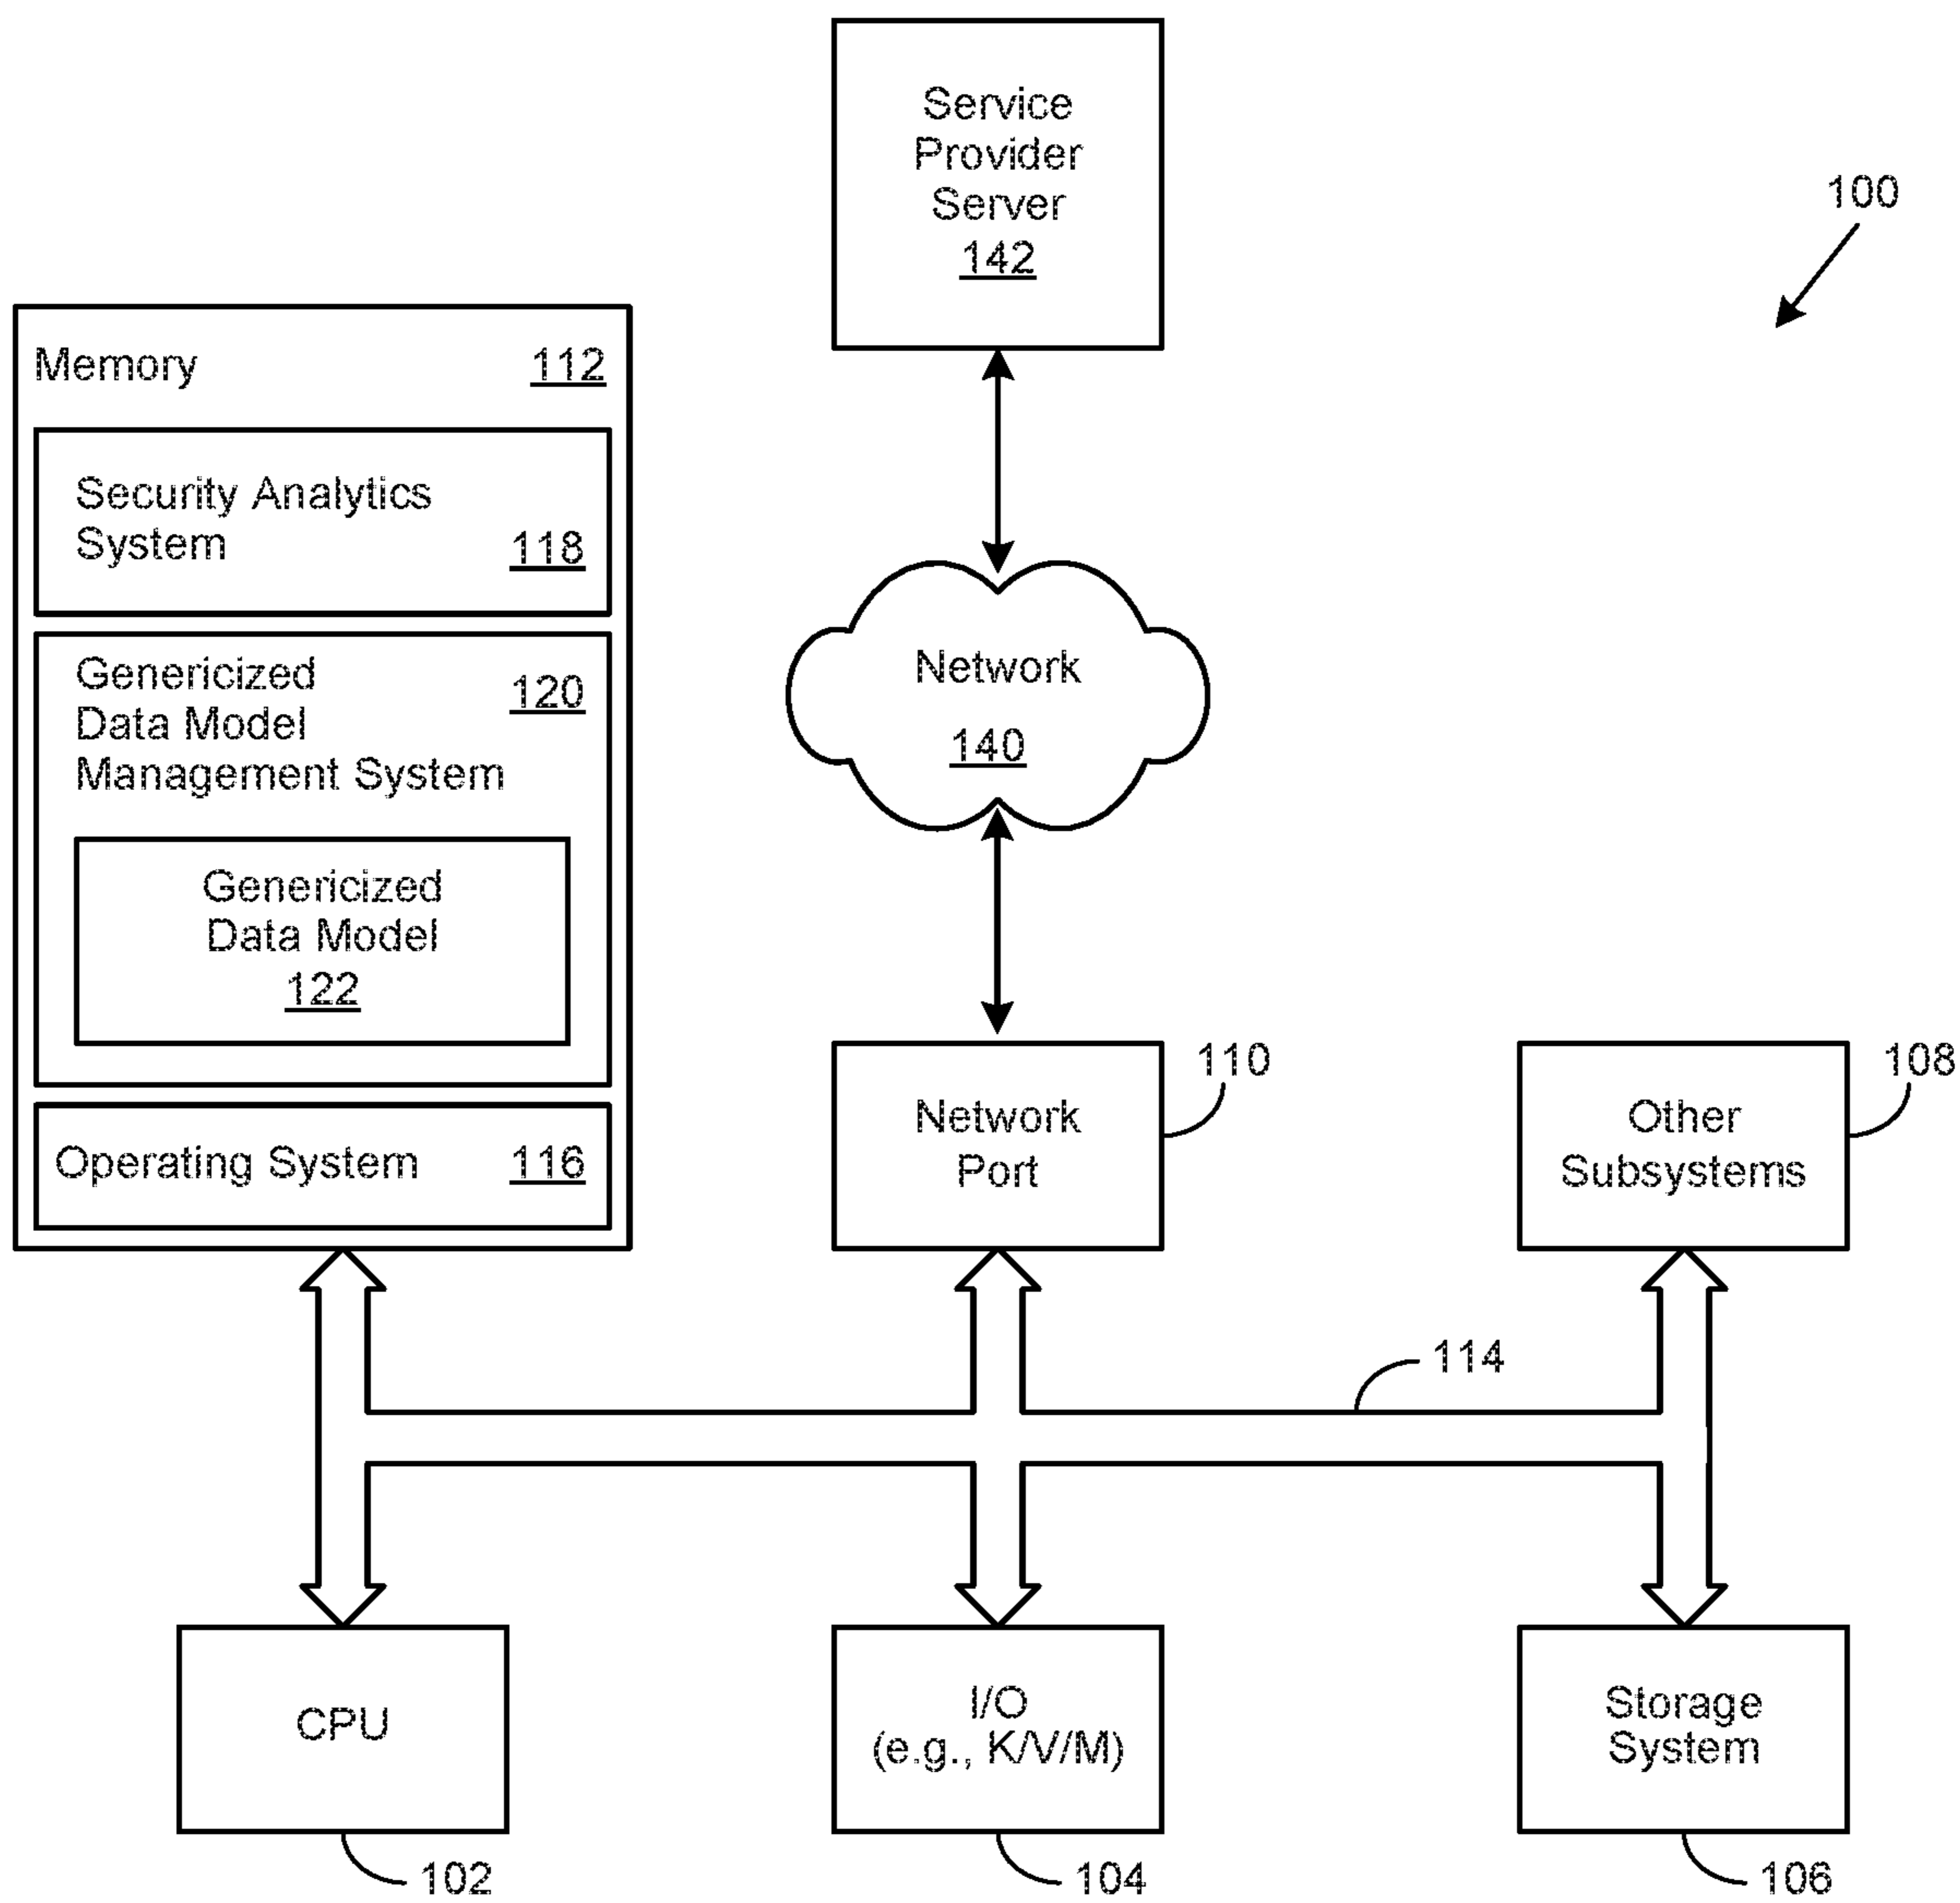 Service
Provider
Server
142
100
Memory 112
Security Analytics
System 118
Genericized
Data Model
Management System
120
Genericized
Data Model
122
Operating System 116
Network
140
Network
Port
110
Other
Subsystems
108
114
CPU
102
I/O
(e.g., K/V/M)
104
Storage
System
106